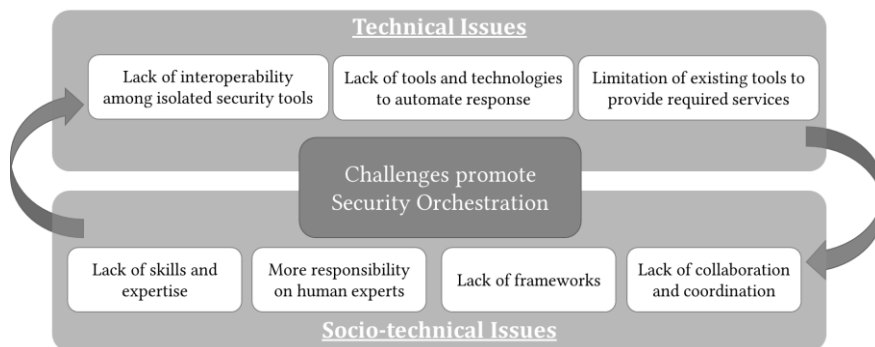 Technical Issues
Lack of interoperability
among isolated security tools
Lack of tools and technologies
to automate response
Limitation of existing tools to
provide required services
Challenges promote
Security Orchestration
Lack of skills and
expertise
More responsibility
on human experts
Lack of frameworks
Lack of collaboration
and coordination
Socio-technical Issues